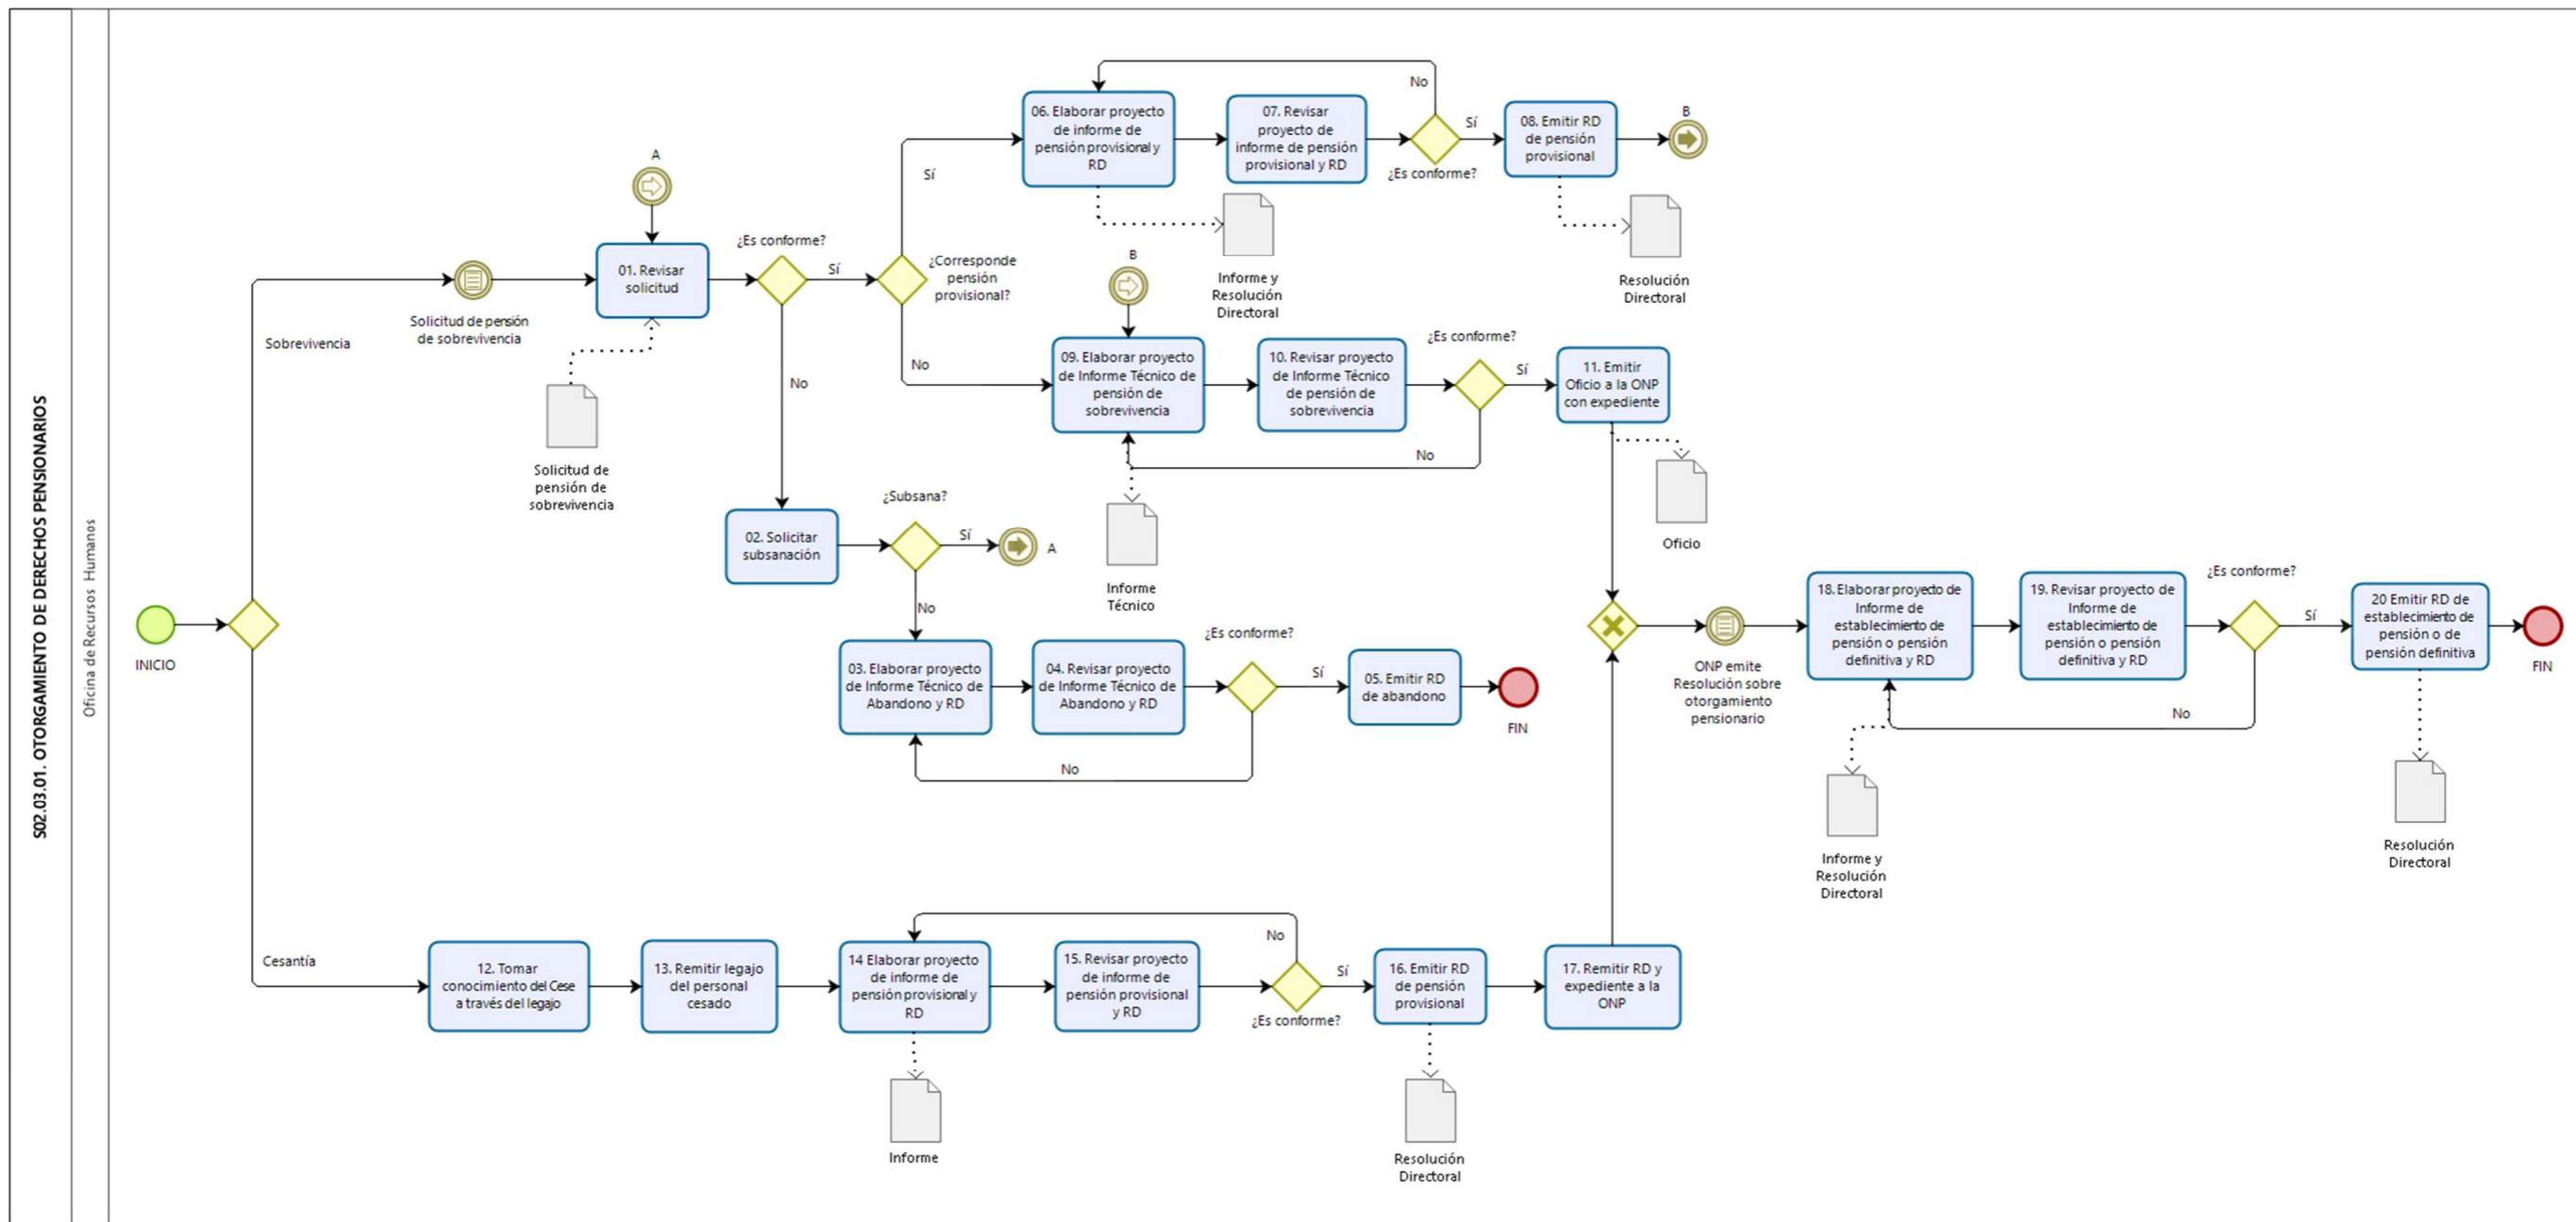 S02.03.01. OTORGAMIENTO DE DERECHOS PENSIONARIOS
Oficina de Recursos Humanos
INICIO
Sobrevivencia
Solicitud de pensión
de sobrevivencia
Solicitud de
pensión de
sobrevivencia
A
01. Revisar
solicitud
¿Es conforme?
Sí
No
¿Corresponde
pensión
provisional?
Sí
No
06. Elaborar proyecto
de informe de
pensión provisional y
RD
07. Revisar
proyecto de
informe de pensión
provisional y RD
No
¿Es conforme?
Sí
08. Emitir RD
de pensión
provisional
B
Informe y
Resolución
Directoral
Resolución
Directoral
B
09. Elaborar proyecto
de Informe Técnico de
pensión de
sobrevivencia
10. Revisar proyecto
de Informe Técnico
de pensión de
sobrevivencia
¿Es conforme?
Sí
No
11. Emitir
Oficio a la ONP
con expediente
Informe
Técnico
Oficio
02. Solicitar
subsanación
¿Subsana?
Sí
A
No
03. Elaborar proyecto
de Informe Técnico de
Abandono y RD
04. Revisar proyecto
de Informe Técnico de
Abandono y RD
¿Es conforme?
Sí
No
05. Emitir RD
de abandono
FIN
ONP emite
Resolución sobre
otorgamiento
pensionario
18. Elaborar proyecto de
Informe de
establecimiento de
pensión o pensión
definitiva y RD
19. Revisar proyecto de
Informe de
establecimiento de
pensión o pensión
definitiva y RD
¿Es conforme?
Sí
No
20 Emitir RD de
establecimiento de
pensión o de
pensión definitiva
FIN
Informe y
Resolución
Directoral
Resolución
Directoral
Cesantía
12. Tomar
conocimiento del Cese
a través del legajo
13. Remitir legajo
del personal
cesado
14 Elaborar proyecto
de informe de
pensión provisional y
RD
15. Revisar proyecto
de informe de
pensión provisional
y RD
No
¿Es conforme?
Sí
16. Emitir RD
de pensión
provisional
17. Remitir RD y
expediente a la
ONP
Informe
Resolución
Directoral